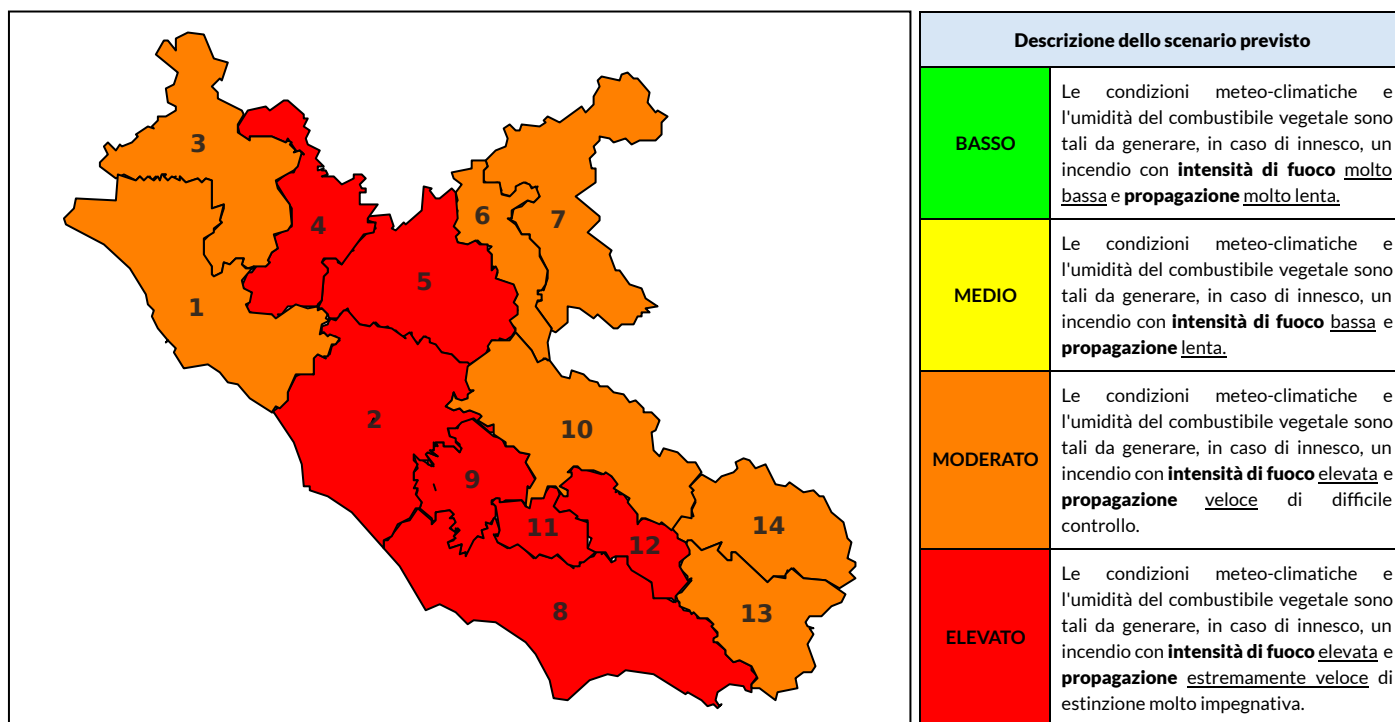 3
4
6
7
5
1
2
10
9
11
12
14
8
13
Descrizione dello scenario previsto
BASSO
Le condizioni meteo-climatiche e
l'umidità del combustibile vegetale sono
tali da generare, in caso di innesco, un
incendio con intensità di fuoco molto
bassa e propagazione molto lenta.
MEDIO
Le condizioni meteo-climatiche e
l'umidità del combustibile vegetale sono
tali da generare, in caso di innesco, un
incendio con intensità di fuoco bassa e
propagazione lenta.
MODERATO
Le condizioni meteo-climatiche e
l'umidità del combustibile vegetale sono
tali da generare, in caso di innesco, un
incendio con intensità di fuoco elevata e
propagazione veloce di difficile
controllo.
ELEVATO
Le condizioni meteo-climatiche e
l'umidità del combustibile vegetale sono
tali da generare, in caso di innesco, un
incendio con intensità di fuoco elevata e
propagazione estremamente veloce di
estinzione molto impegnativa.